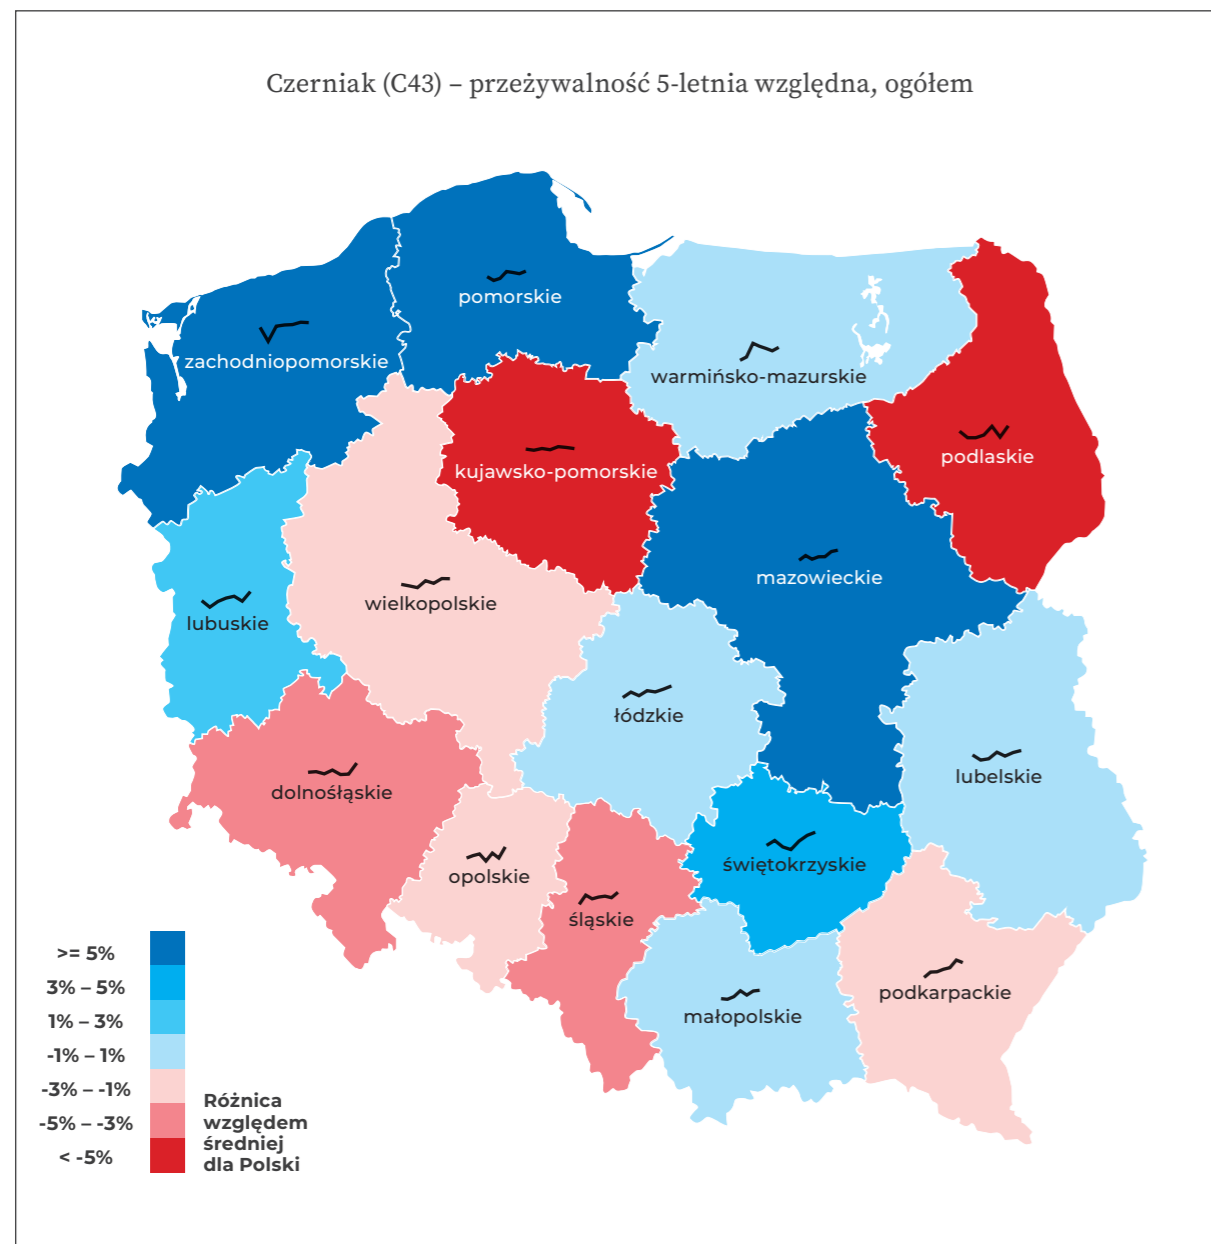 Czerniak (C43) – przeżywalność 5-letnia względna, ogółem
pomorskie
zachodniopomorskie
warmińsko-mazurskie
podlaskie
kujawsko-pomorskie
mazowieckie
wielkopolskie
lubuskie
łódzkie
lubelskie
dolnośląskie
świętokrzyskie
opolskie
śląskie
podkarpackie
małopolskie
>= 5%
3% – 5%
1% – 3%
-1% – 1%
-3% – -1%
-5% – -3%
< -5%
Różnica
względem
średniej
dla Polski